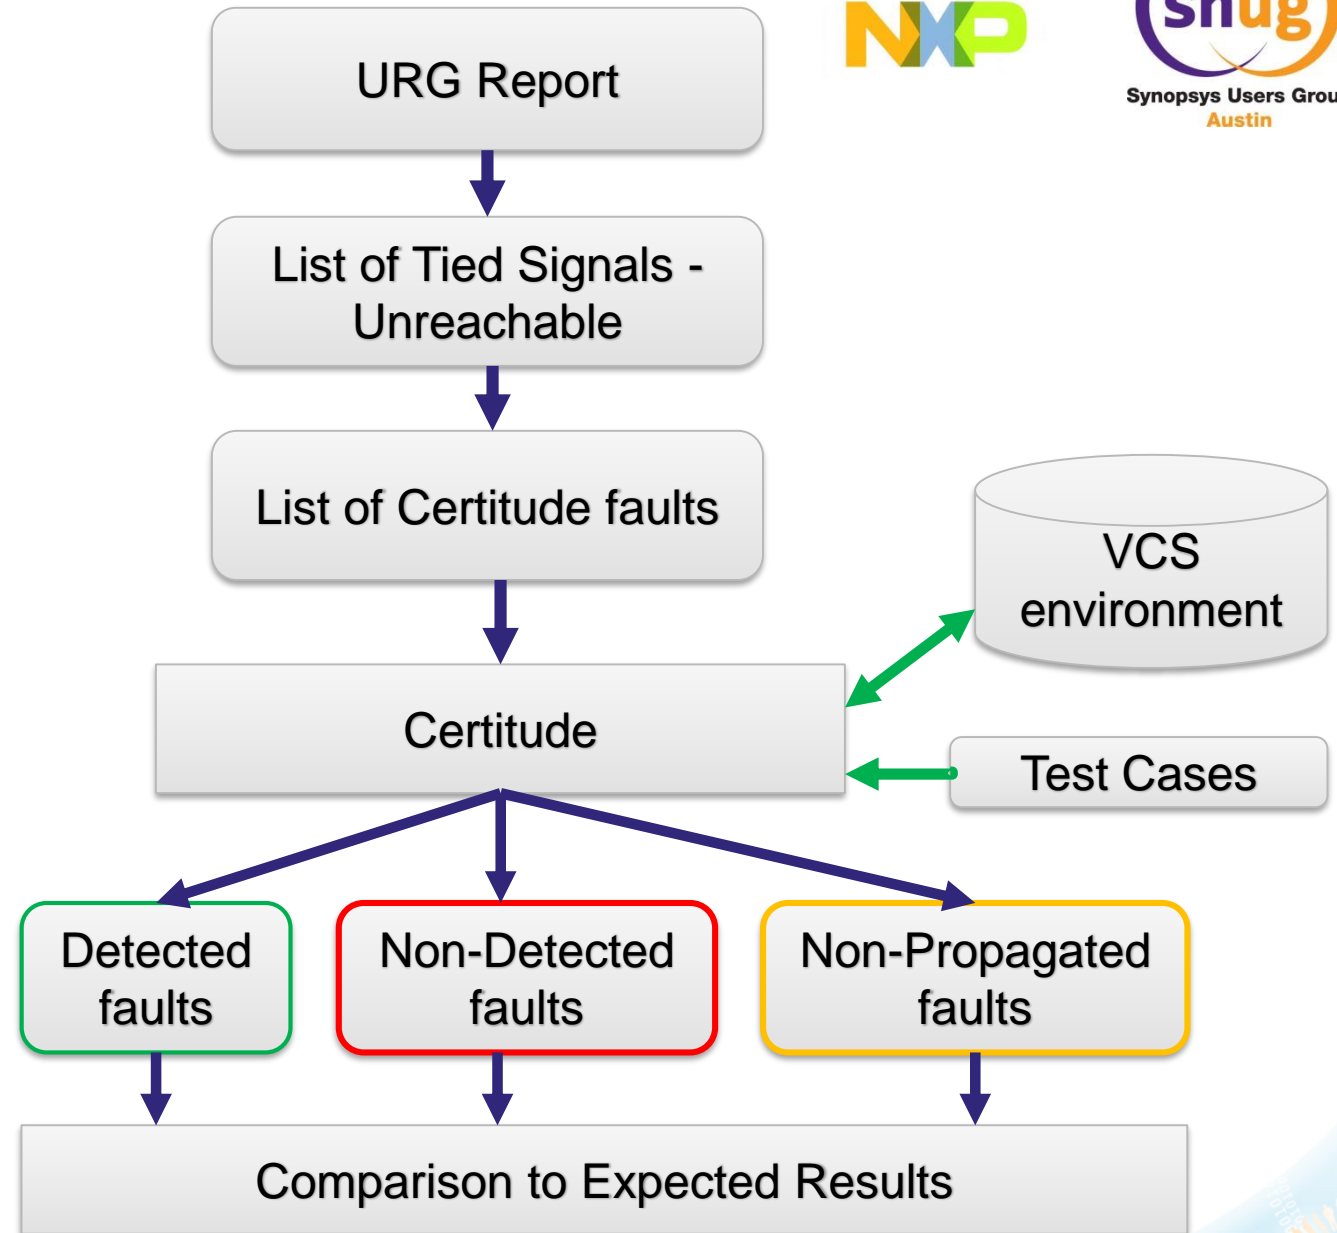 NXP
snug
Synopsys Users Grou
Austin
URG Report
List of Tied Signals -
Unreachable
List of Certitude faults
VCS
environment
Certitude
Test Cases
Detected
faults
Non-Detected
faults
Non-Propagated
faults
Comparison to Expected Results